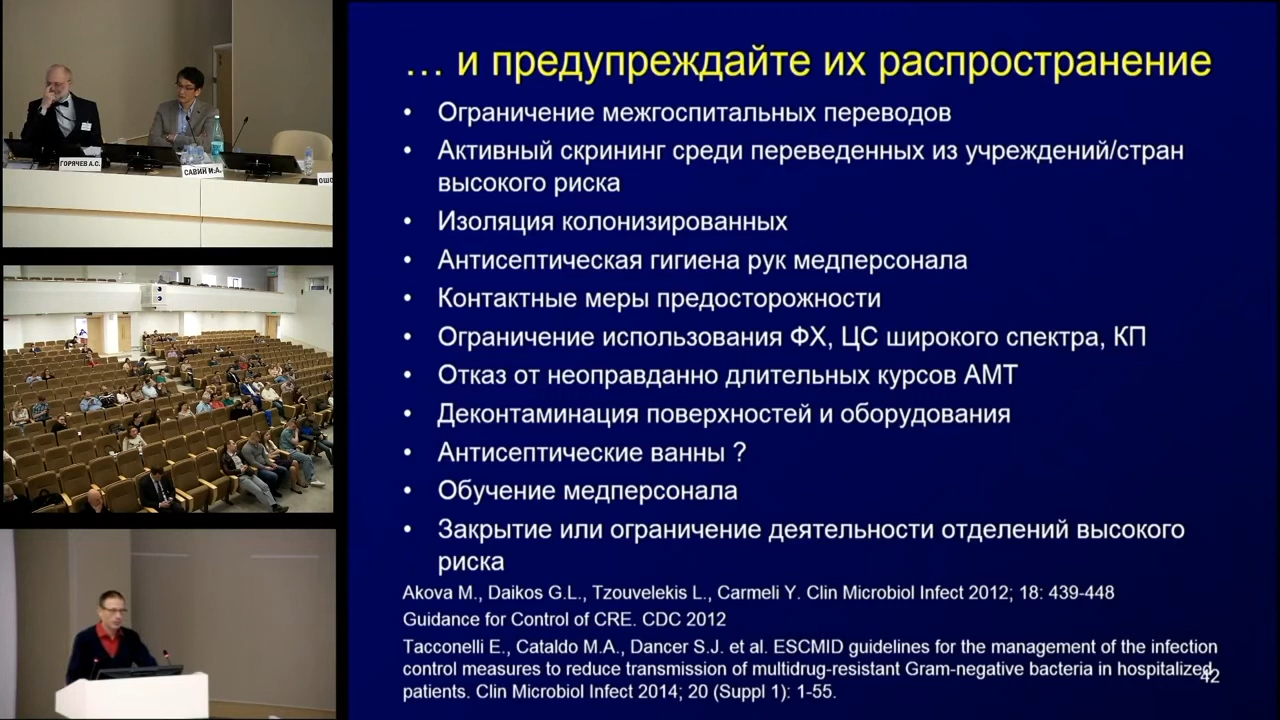 ГОРЯЧЕВ А.С.
САВИН И.А.
… и предупреждайте их распространение
• Ограничение межгоспитальных переводов
• Активный скрининг среди переведенных из учреждений/стран
высокого риска
• Изоляция колонизированных
• Антисептическая гигиена рук медперсонала
• Контактные меры предосторожности
• Ограничение использования ФХ, ЦС широкого спектра, КП
• Отказ от неоправданно длительных курсов АМТ
• Деконтаминация поверхностей и оборудования
• Антисептические ванны ?
• Обучение медперсонала
• Закрытие или ограничение деятельности отделений высокого
риска
Akova M., Daikos G.L., Tzouvelekis L., Carmeli Y. Clin Microbiol Infect 2012; 18: 439-448
Guidance for Control of CRE. CDC 2012
Tacconelli E., Cataldo M.A., Dancer S.J. et al. ESCMID guidelines for the management of the infection
control measures to reduce transmission of multidrug-resistant Gram-negative bacteria in hospitalized
patients. Clin Microbiol Infect 2014; 20 (Suppl 1): 1-55.
42